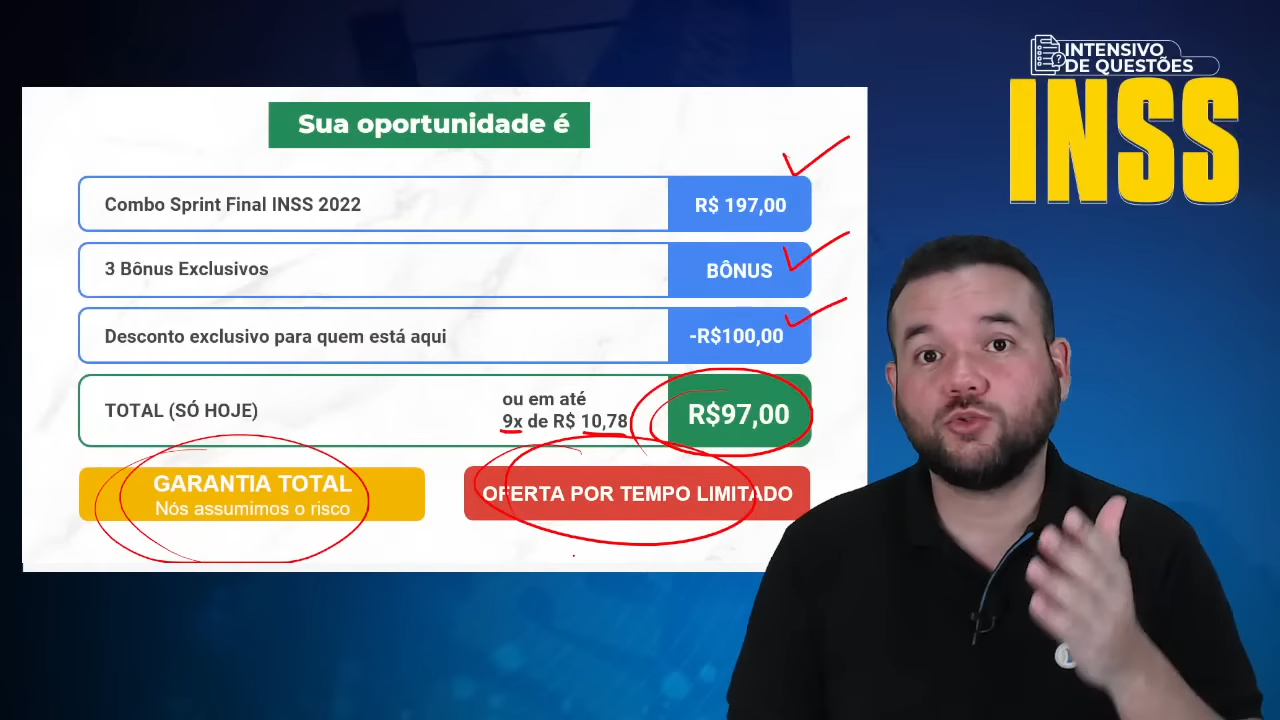 INTENSIVO
DE QUESTÕES
INSS
Sua oportunidade é
Combo Sprint Final INSS 2022
R$ 197,00
3 Bônus Exclusivos
BÔNUS
Desconto exclusivo para quem está aqui
-R$100,00
TOTAL (SÓ HOJE)
ou em até
9x de R$ 10,78
R$97,00
GARANTIA TOTAL
Nós assumimos o risco
OFERTA POR TEMPO LIMITADO